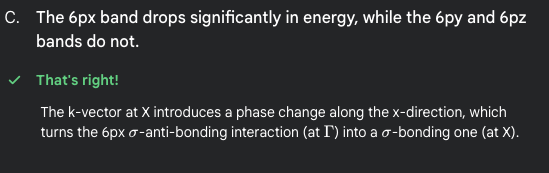 C. The 6px band drops significantly in energy, while the 6py and 6pz
bands do not.
✓ That's right!
The k-vector at X introduces a phase change along the x-direction, which
turns the 6px σ-anti-bonding interaction (at Γ) into a σ-bonding one (at X).